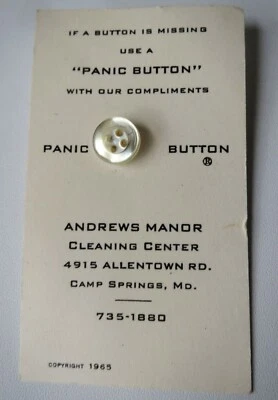 IF A BUTTON IS MISSING
USE A
"PANIC BUTTON"
WITH OUR COMPLIMENTS
PANIC BUTTON
®
ANDREWS MANOR
CLEANING CENTER
4915 ALLENTOWN RD.
CAMP SPRINGS, MD.
735-1880
COPYRIGHT 1965